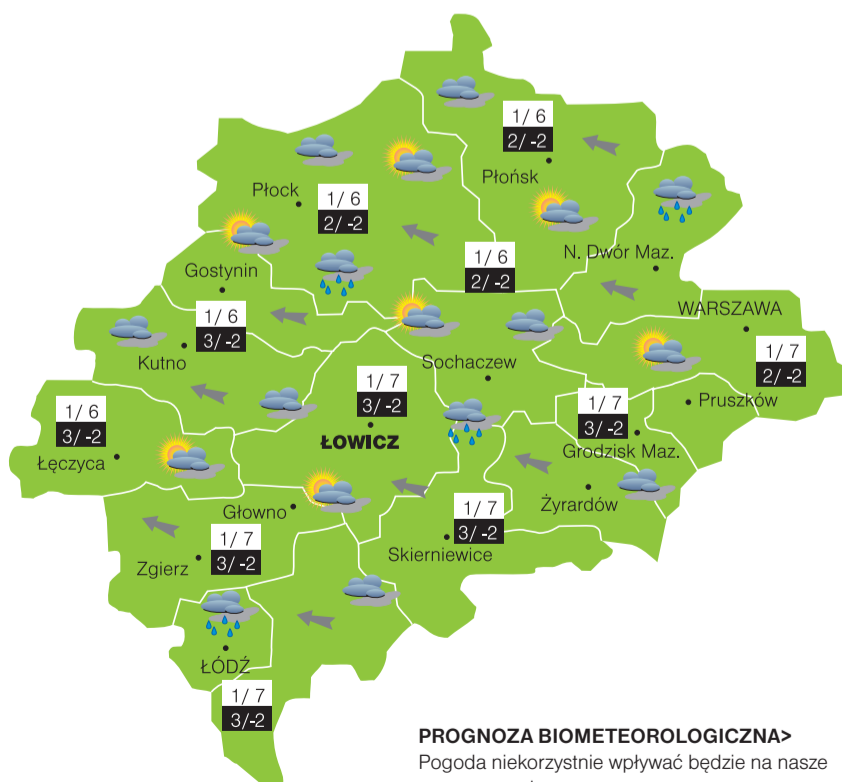 1/ 6
2/ -2
Płońsk
Płock
1/ 6
2/ -2
N. Dwór Maz.
1/ 6
2/ -2
Gostynin
WARSZAWA
1/ 6
3/ -2
Kutno
Sochaczew
1/ 7
2/ -2
1/ 7
3/ -2
ŁOWICZ
1/ 7
3/ -2
Pruszków
Grodzisk Maz.
1/ 6
3/ -2
Łęczyca
Żyrardów
Głowno
1/ 7
3/ -2
Skierniewice
1/ 7
3/ -2
Zgierz
ŁÓDŹ
1/ 7
3/-2
PROGNOZA BIOMETEOROLOGICZNA>
Pogoda niekorzystnie wpływać będzie na nasze